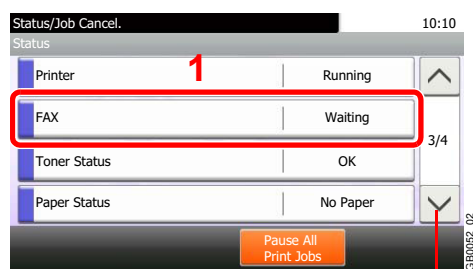 Status/Job Cancel. 10:10
Status
1
Printer Running
FAX Waiting
3/4
Toner Status OK
Paper Status No Paper
Pause All
Print Jobs
GB0052_02